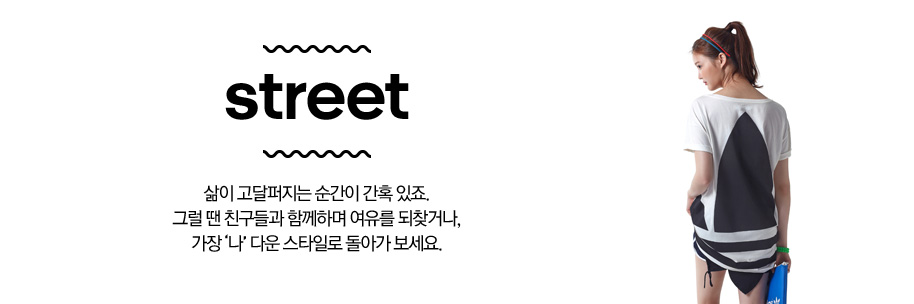 street
삶이 고달퍼지는 순간이 간혹 있죠.
그럴 땐 친구들과 함께하며 여유를 되찾거나,
가장 ‘나’ 다운 스타일로 돌아가 보세요.